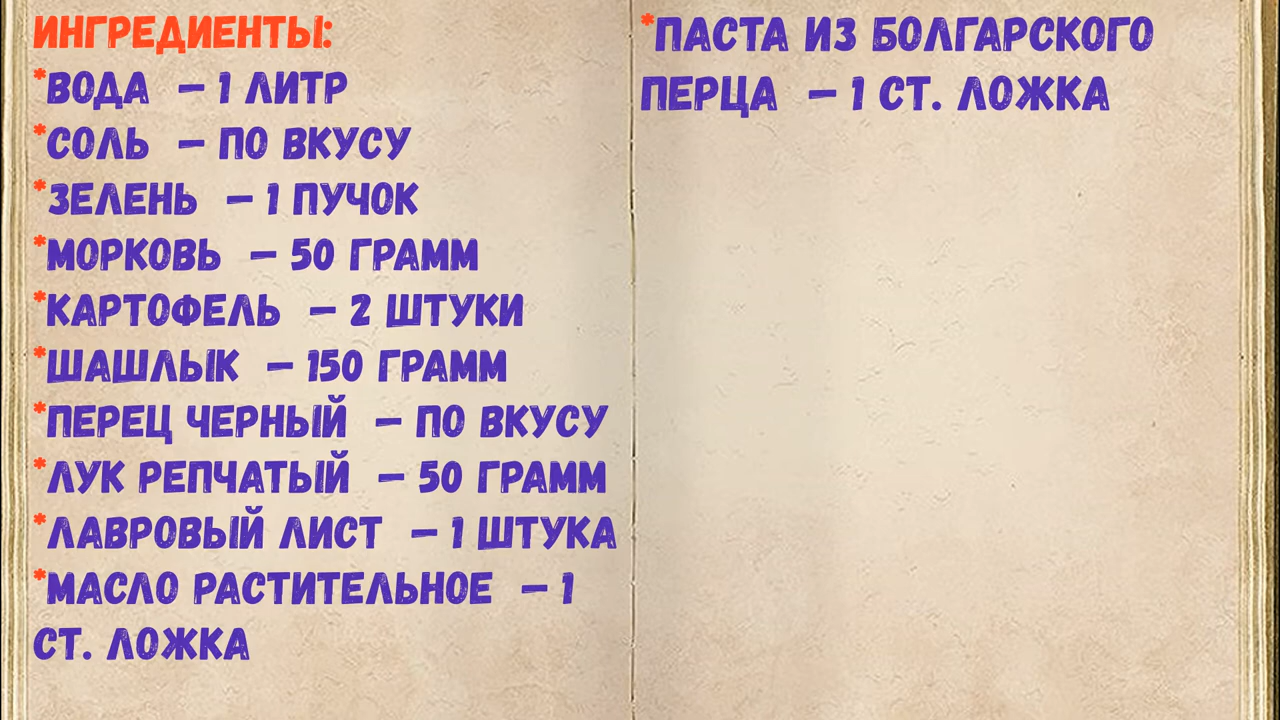 ИНГРЕДИЕНТЫ:
*ВОДА – 1 ЛИТР
*СОЛЬ – ПО ВКУСУ
*ЗЕЛЕНЬ – 1 ПУЧОК
*МОРКОВЬ – 50 ГРАММ
*КАРТОФЕЛЬ – 2 ШТУКИ
*ШАШЛЫК – 150 ГРАММ
*ПЕРЕЦ ЧЕРНЫЙ – ПО ВКУСУ
*ЛУК РЕПЧАТЫЙ – 50 ГРАММ
*ЛАВРОВЫЙ ЛИСТ – 1 ШТУКА
*МАСЛО РАСТИТЕЛЬНОЕ – 1
СТ. ЛОЖКА
*ПАСТА ИЗ БОЛГАРСКОГО
ПЕРЦА – 1 СТ. ЛОЖКА